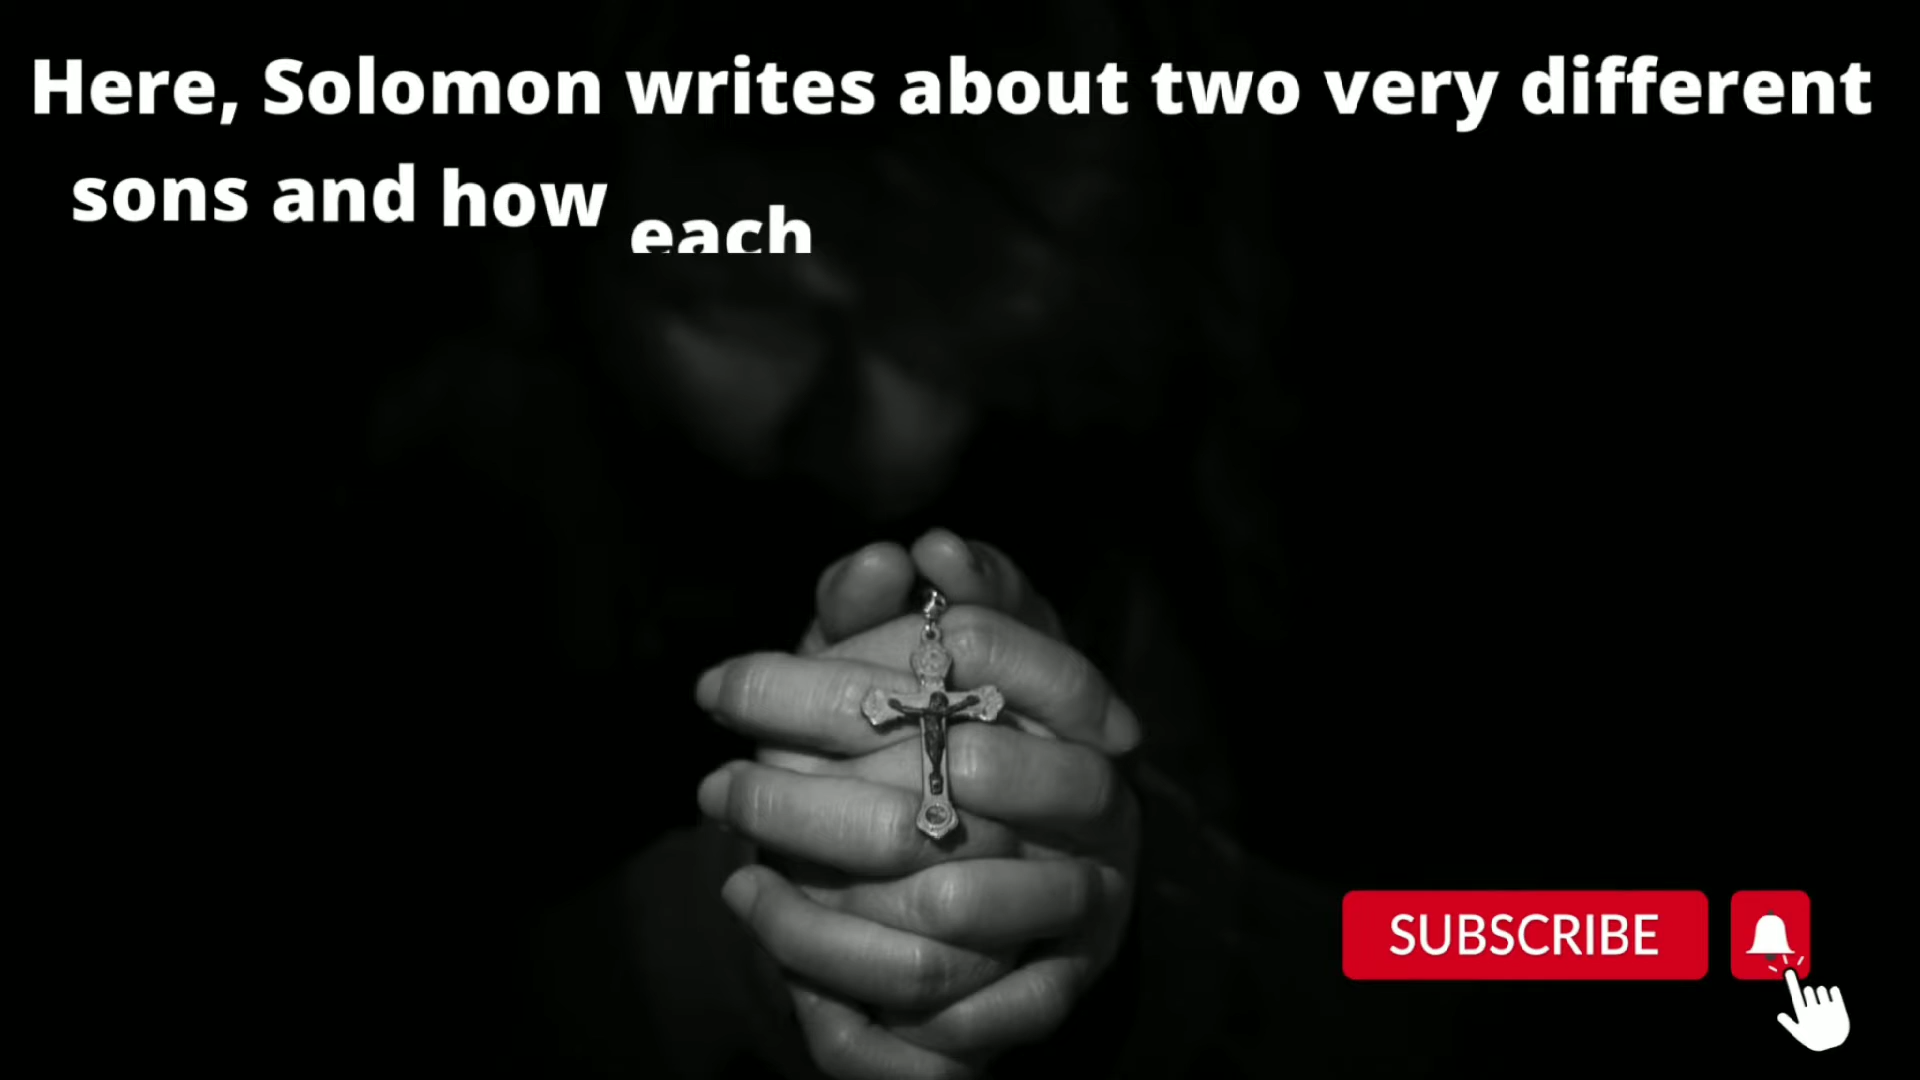 Here, Solomon writes about two very different
sons and how each
SUBSCRIBE